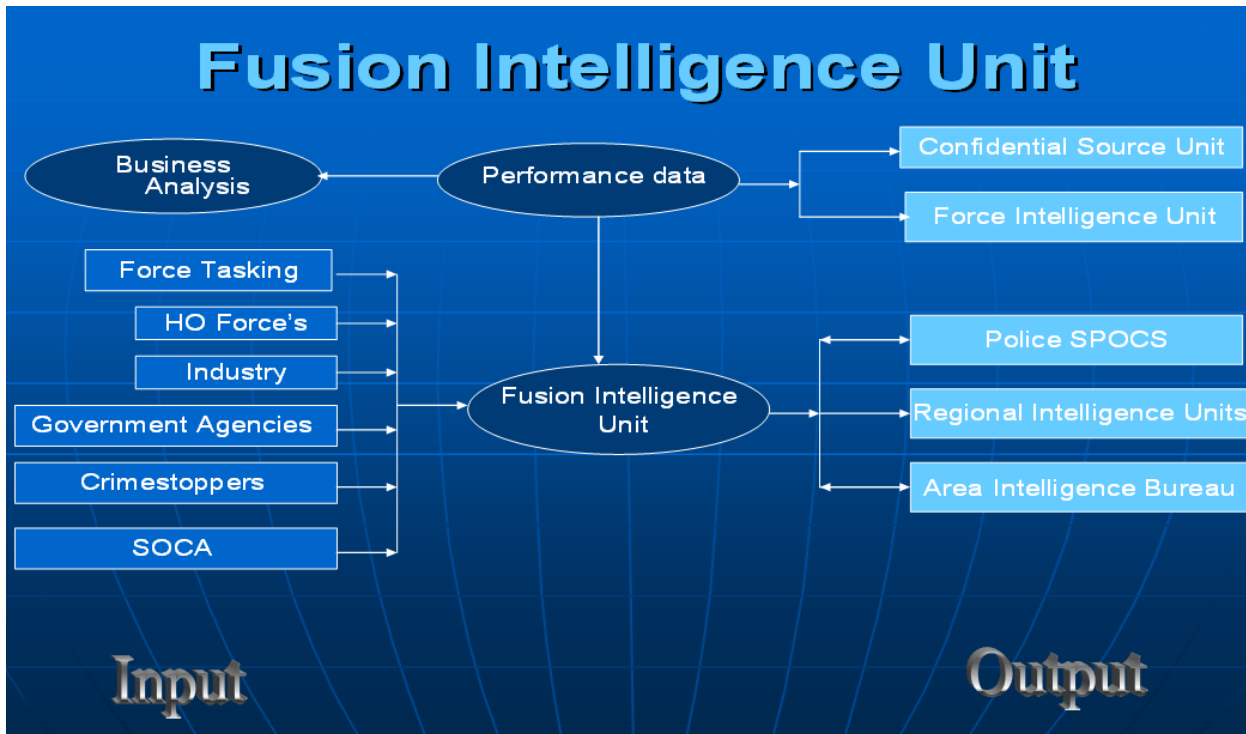 Fusion Intelligence Unit
Business
Analysis
Performance data
Confidential Source Unit
Force Intelligence Unit
Force Tasking
HO Force's
Industry
Government Agencies
Crimestoppers
SOCA
Fusion Intelligence
Unit
Police SPOCS
Regional Intelligence Units
Area Intelligence Bureau
Input
Output